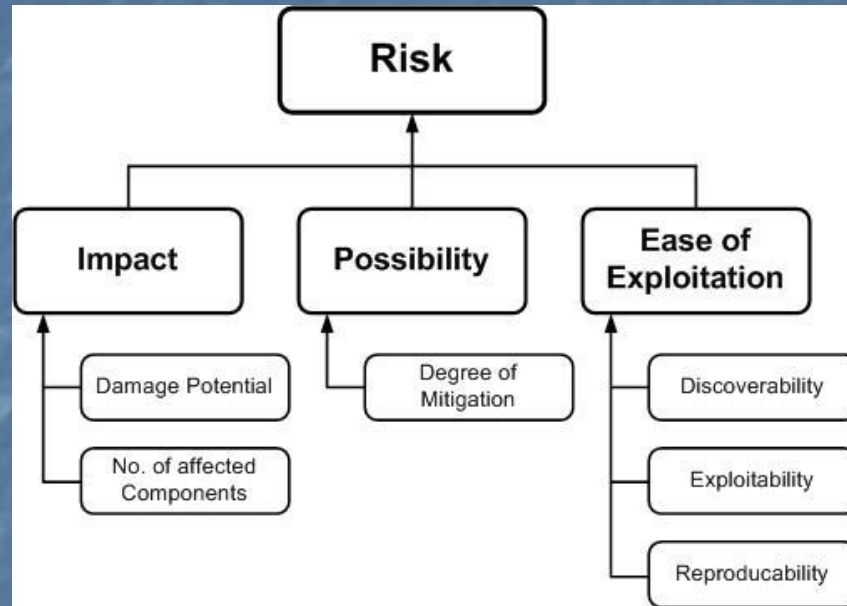 Risk
Impact
Possibility
Ease of
Exploitation
Damage Potential
No. of affected
Components
Degree of
Mitigation
Discoverability
Exploitability
Reproducability